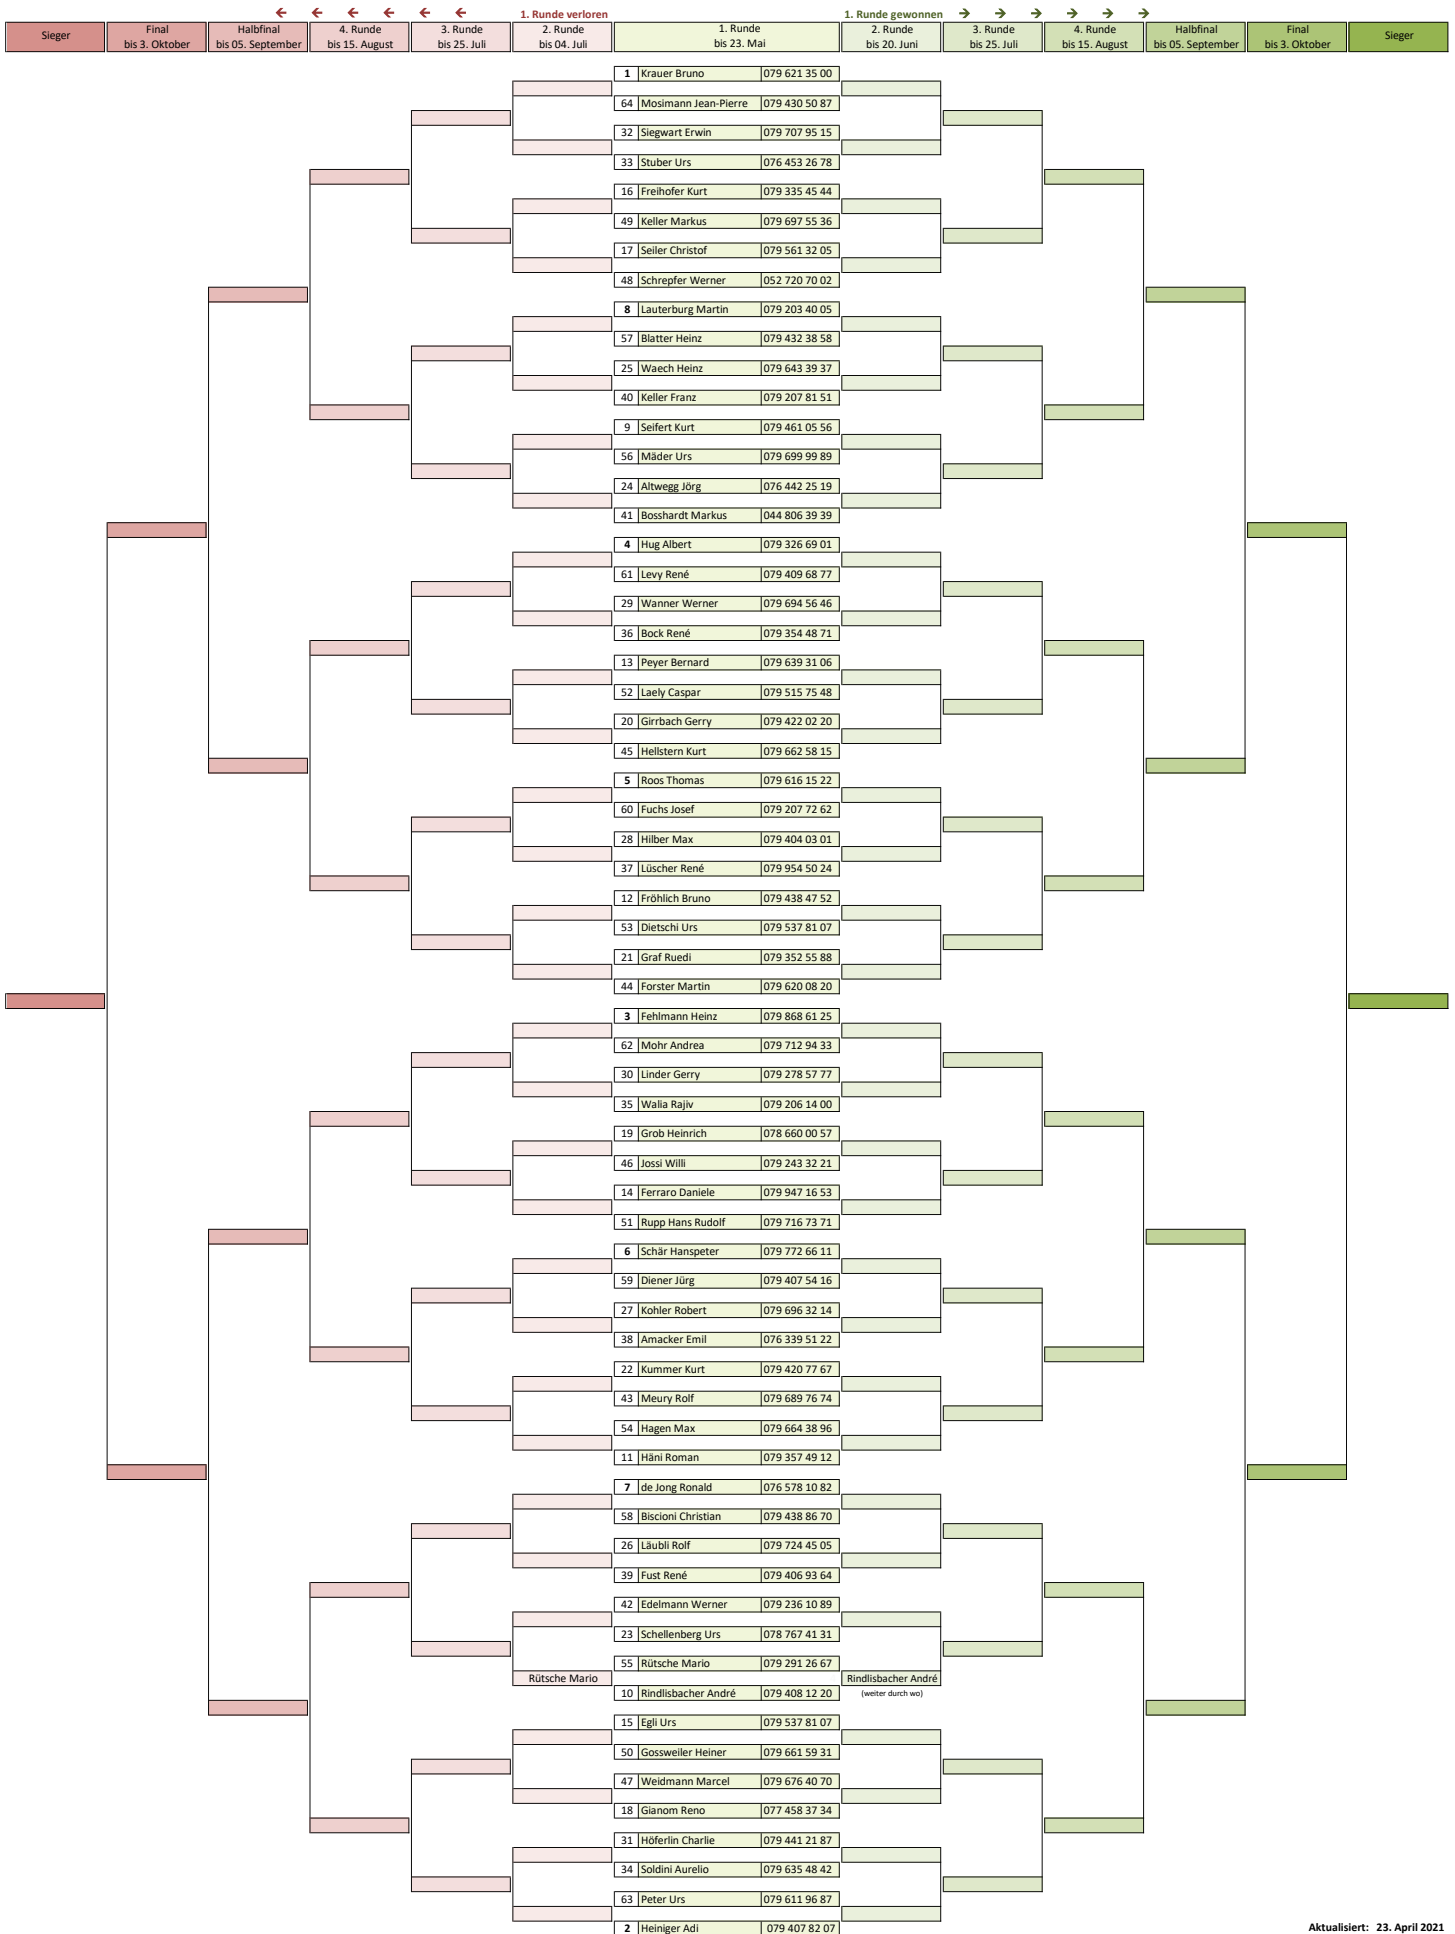 ← ← ← ← ← ← 1. Runde verloren 1. Runde gewonnen → → → → → →
Sieger Final Halbfinal 4. Runde 3. Runde 2. Runde 1. Runde 2. Runde 3. Runde 4. Runde Halbfinal Final Sieger
bis 3. Oktober bis 05. September bis 15. August bis 25. Juli bis 04. Juli bis 23. Mai bis 20. Juni bis 25. Juli bis 15. August bis 05. September bis 3. Oktober
1 Krauer Bruno 079 621 35 00
64 Mosimann Jean-Pierre 079 430 50 87
32 Siegwart Erwin 079 707 95 15
33 Stuber Urs 076 453 26 78
16 Freihofer Kurt 079 335 45 44
49 Keller Markus 079 697 55 36
17 Seiler Christof 079 561 32 05
48 Schrepfer Werner 052 720 70 02
8 Lauterburg Martin 079 203 40 05
57 Blatter Heinz 079 432 38 58
25 Waech Heinz 079 643 39 37
40 Keller Franz 079 207 81 51
9 Seifert Kurt 079 461 05 56
56 Mäder Urs 079 699 99 89
24 Altwegg Jörg 076 442 25 19
41 Bosshardt Markus 044 806 39 39
4 Hug Albert 079 326 69 01
61 Levy René 079 409 68 77
29 Wanner Werner 079 694 56 46
36 Bock René 079 354 48 71
13 Peyer Bernard 079 639 31 06
52 Laely Caspar 079 515 75 48
20 Girrbach Gerry 079 422 02 20
45 Hellstern Kurt 079 662 58 15
5 Roos Thomas 079 616 15 22
60 Fuchs Josef 079 207 72 62
28 Hilber Max 079 404 03 01
37 Lüscher René 079 954 50 24
12 Fröhlich Bruno 079 438 47 52
53 Dietschi Urs 079 537 81 07
21 Graf Ruedi 079 352 55 88
44 Forster Martin 079 620 08 20
3 Fehlmann Heinz 079 868 61 25
62 Mohr Andrea 079 712 94 33
30 Linder Gerry 079 278 57 77
35 Walia Rajiv 079 206 14 00
19 Grob Heinrich 078 660 00 57
46 Jossi Willi 079 243 32 21
14 Ferraro Daniele 079 947 16 53
51 Rupp Hans Rudolf 079 716 73 71
6 Schär Hanspeter 079 772 66 11
59 Diener Jürg 079 407 54 16
27 Kohler Robert 079 696 32 14
38 Amacker Emil 076 339 51 22
22 Kummer Kurt 079 420 77 67
43 Meury Rolf 079 689 76 74
54 Hagen Max 079 664 38 96
11 Häni Roman 079 357 49 12
7 de Jong Ronald 076 578 10 82
58 Biscioni Christian 079 438 86 70
26 Läubli Rolf 079 724 45 05
39 Fust René 079 406 93 64
42 Edelmann Werner 079 236 10 89
23 Schellenberg Urs 078 767 41 31
55 Rütsche Mario 079 291 26 67
Rütsche Mario Rindlisbacher André
10 Rindlisbacher André 079 408 12 20 (weiter durch wo)
15 Egli Urs 079 537 81 07
50 Gossweiler Heiner 079 661 59 31
47 Weidmann Marcel 079 676 40 70
18 Gianom Reno 077 458 37 34
31 Höferlin Charlie 079 441 21 87
34 Soldini Aurelio 079 635 48 42
63 Peter Urs 079 611 96 87
2 Heiniger Adi 079 407 82 07
Aktualisiert: 23. April 2021